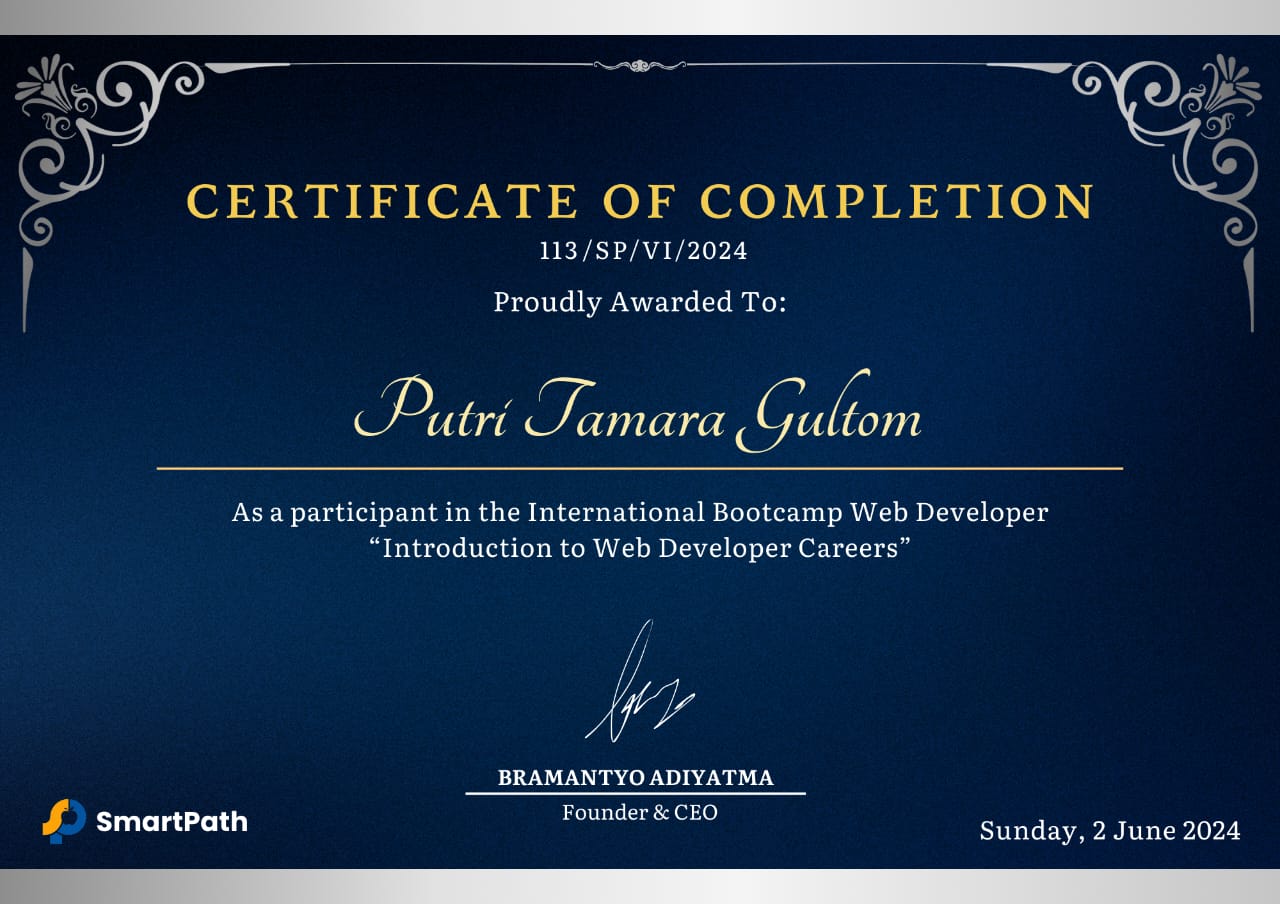 CERTIFICATE OF COMPLETION
113/SP/VI/2024
Proudly Awarded To:
Putri Tamara Gultom
As a participant in the International Bootcamp Web Developer
“Introduction to Web Developer Careers”
BRAMANTYO ADIYATMA
Founder & CEO
SmartPath
Sunday, 2 June 2024